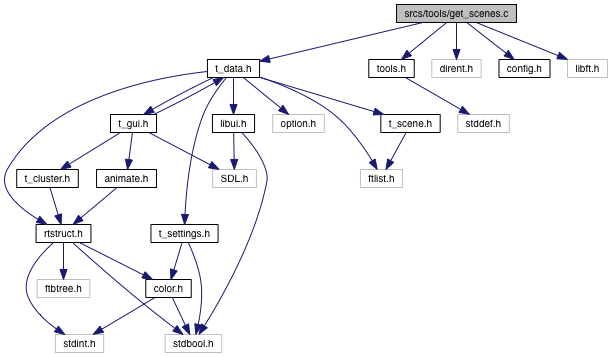 srcs/tools/get_scenes.c
t_data.h
tools.h
dirent.h
config.h
libft.h
t_gui.h
libui.h
option.h
t_scene.h
stddef.h
t_cluster.h
animate.h
SDL.h
ftlist.h
rtstruct.h
t_settings.h
ftbtree.h
color.h
stdint.h
stdbool.h